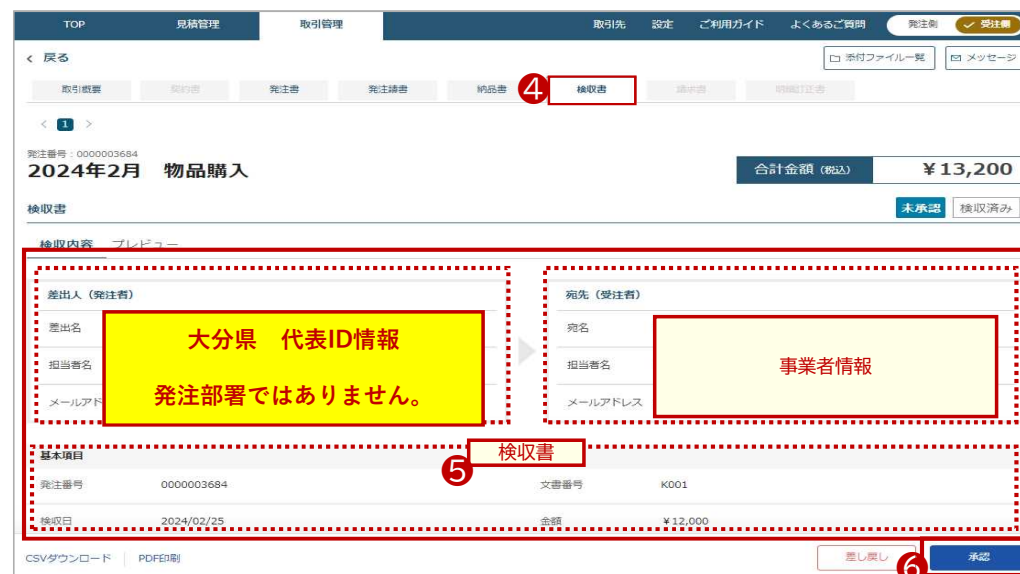 TOP 見積管理 取引管理 取引先 設定 ご利用ガイド よくあるご質問 発注側 受注側
戻る 添付ファイル一覧 メッセージ
取引概要 契約書 発注書 発注請書 納品書 4 検収書 請求書 明細訂正書
< 1 >
発注番号：0000003684
2024年2月 物品購入 合計金額 (税込) ¥13,200
検収書 未承認 検収済み
検収内容 プレビュー
差出人（発注者） 宛先（受注者）
差出名 宛名
大分県 代表ID情報
担当者名 担当者名 事業者情報
発注部署ではありません。
メールアド メールアドレス
検収書
基本項目 5
発注番号 0000003684 文書番号 K001
検収日 2024/02/25 金額 ¥12,000
CSVダウンロード PDF印刷 差し戻し 6 承認